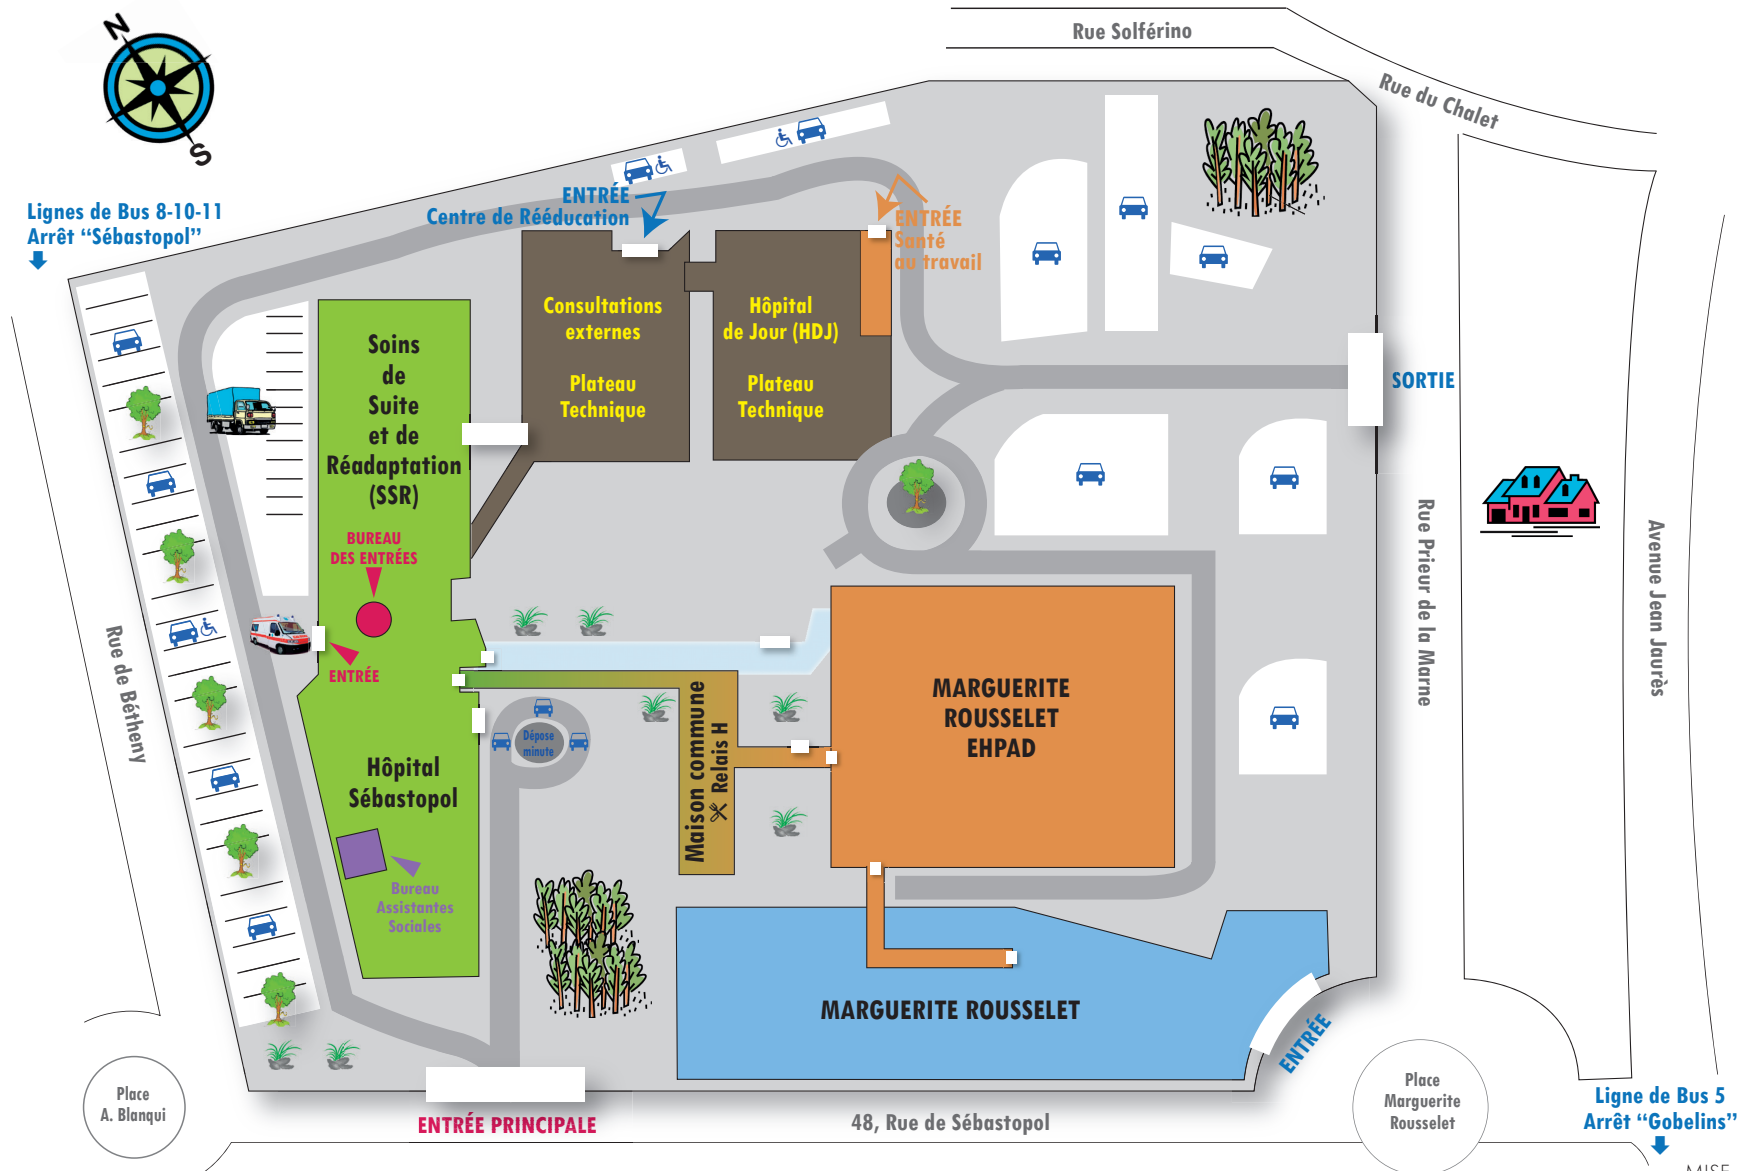 N
S
Rue Solférino
Rue du Chalet
Lignes de Bus 8-10-11
Arrêt “Sébastopol”
ENTRÉE
Centre de Rééducation
ENTRÉE
Santé
au travail
Consultations
externes
Plateau
Technique
Hôpital
de Jour (HDJ)
Plateau
Technique
Soins
de
Suite
et de
Réadaptation
(SSR)
SORTIE
BUREAU
DES ENTRÉES
ENTRÉE
Rue de Bétheny
Rue Prieur de la Marne
Avenue Jean Jaurès
Dépose
minute
Maison commune
Relais H
MARGUERITE
ROUSSELET
EHPAD
Hôpital
Sébastopol
Bureau
Assistantes
Sociales
MARGUERITE ROUSSELET
ENTRÉE
Place
A. Blanqui
ENTRÉE PRINCIPALE
48, Rue de Sébastopol
Place
Marguerite
Rousselet
Ligne de Bus 5
Arrêt “Gobelins”
MISE